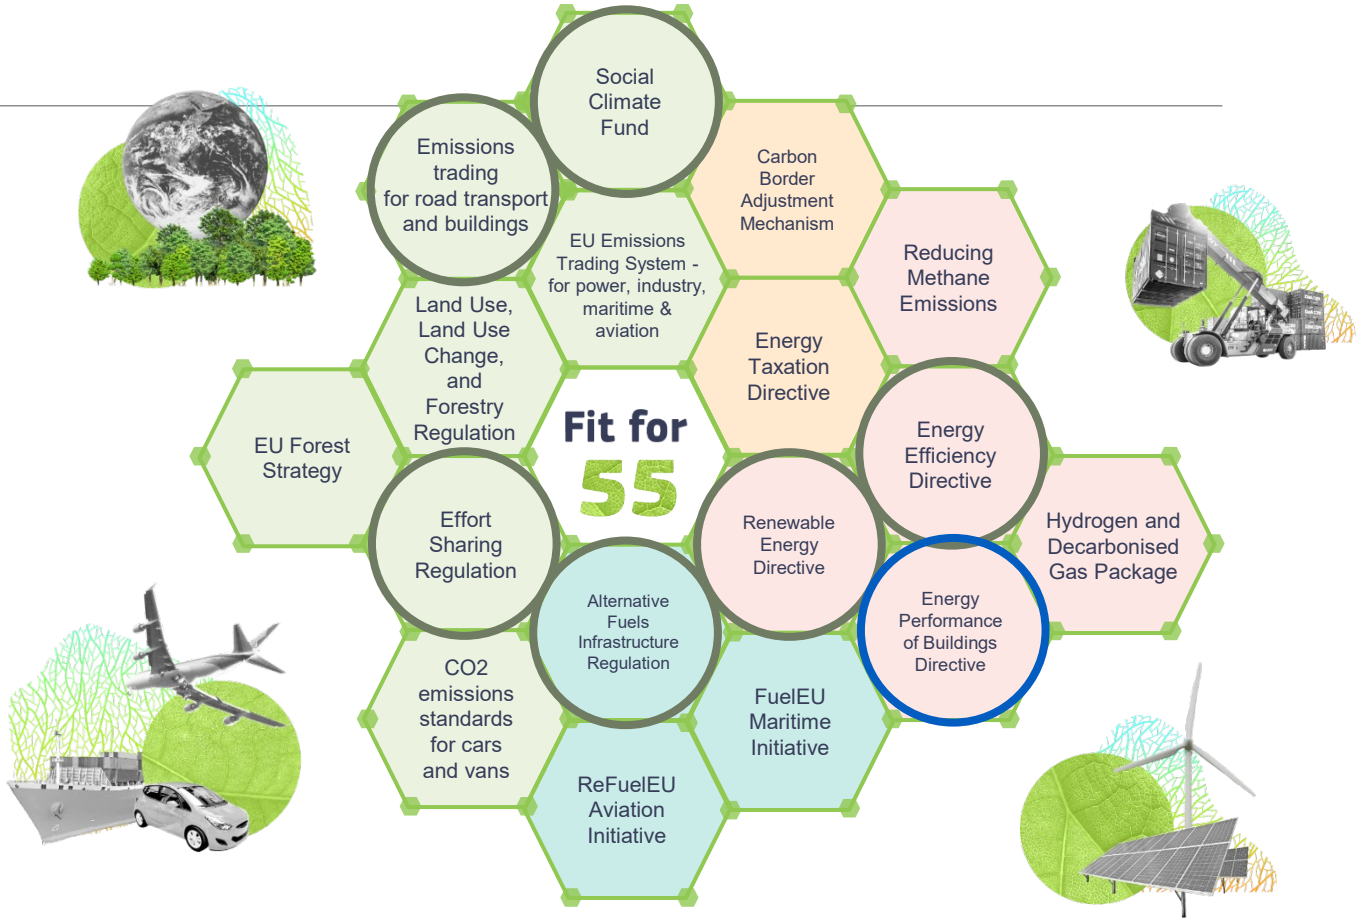 Social
Climate
Fund
Emissions
trading
for road transport
and buildings
Carbon
Border
Adjustment
Mechanism
EU Emissions
Trading System -
for power, industry,
maritime &
aviation
Reducing
Methane
Emissions
Land Use,
Land Use
Change,
and
Forestry
Regulation
Energy
Taxation
Directive
EU Forest
Strategy
Fit for
55
Energy
Efficiency
Directive
Effort
Sharing
Regulation
Renewable
Energy
Directive
Hydrogen and
Decarbonised
Gas Package
Alternative
Fuels
Infrastructure
Regulation
Energy
Performance
of Buildings
Directive
CO2
emissions
standards
for cars
and vans
FuelEU
Maritime
Initiative
ReFuelEU
Aviation
Initiative